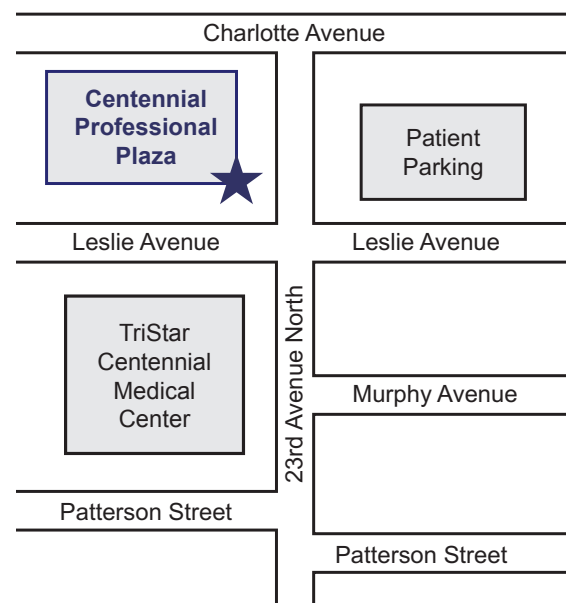 Charlotte Avenue
Centennial
Professional
Plaza
Patient
Parking
Leslie Avenue
Leslie Avenue
TriStar
Centennial
Medical
Center
23rd Avenue North
Murphy Avenue
Patterson Street
Patterson Street